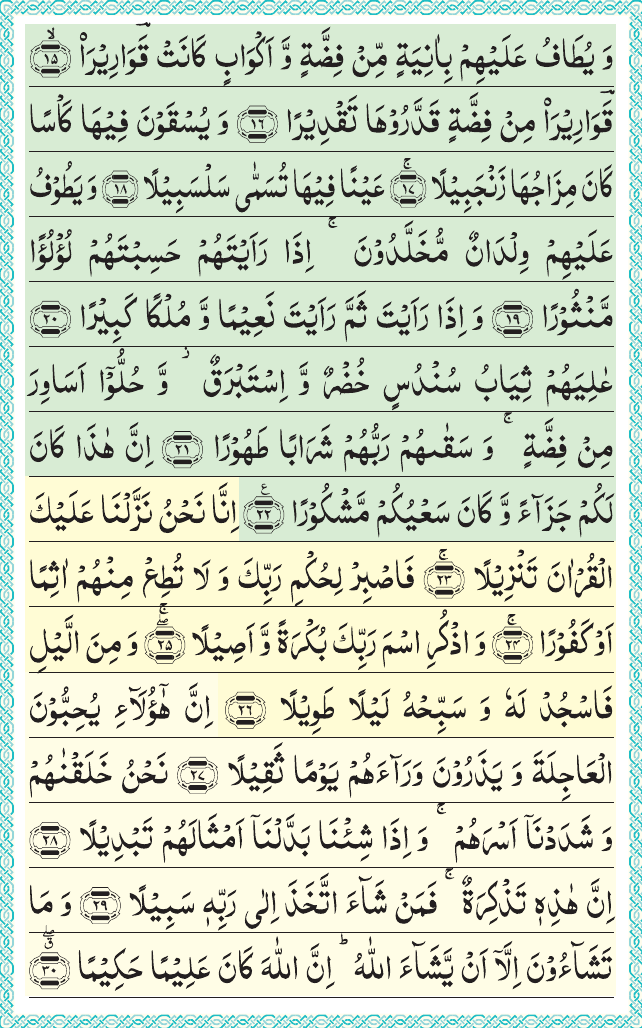 وَ يُطَافُ عَلَيْهِمْ بِاٰنِيَةٍ مِّنْ فِضَّةٍ وَّ اَكْوَابٍ كَانَتْ قَؔوَارِيْرَا۠ ۙ‏﴿۱۵﴾
قَؔوَارِيْرَا۠ مِنْ فِضَّةٍ قَدَّرُوْهَا تَقْدِيْرًا ﴿۱۶﴾ وَ يُسْقَوْنَ فِيْهَا كَاْسًا
كَانَ مِزَاجُهَا زَنْجَبِيْلًا ۚ‏﴿۱۷﴾ عَيْنًا فِيْهَا تُسَمّٰى سَلْسَبِيْلًا ﴿۱۸﴾ وَ يَطُوْفُ
عَلَيْهِمْ وِلْدَانٌ مُّخَلَّدُوْنَ ۚ اِذَا رَاَيْتَهُمْ حَسِبْتَهُمْ لُؤْلُؤًا
مَّنْثُوْرًا ﴿۱۹﴾ وَ اِذَا رَاَيْتَ ثَمَّ رَاَيْتَ نَعِيْمًا وَّ مُلْكًا كَبِيْرًا ﴿۲۰﴾
عٰلِيَهُمْ ثِيَابُ سُنْدُسٍ خُضْرٌ وَّ اِسْتَبْرَقٌ ؗ وَّ حُلُّوْۤا اَسَاوِرَ
مِنْ فِضَّةٍ ۚ وَ سَقٰىهُمْ رَبُّهُمْ شَرَابًا طَهُوْرًا ﴿۲۱﴾ اِنَّ هٰذَا كَانَ
لَكُمْ جَزَآءً وَّ كَانَ سَعْيُكُمْ مَّشْكُوْرًا ﴿۲۲﴾ؑ اِنَّا نَحْنُ نَزَّلْنَا عَلَيْكَ
الْقُرْاٰنَ تَنْزِيْلًا ۚ‏﴿۲۳﴾ فَاصْبِرْ لِحُكْمِ رَبِّكَ وَ لَا تُطِعْ مِنْهُمْ اٰثِمًا
اَوْ كَفُوْرًا ۚ‏﴿۲۴﴾ وَ اذْكُرِ اسْمَ رَبِّكَ بُكْرَةً وَّ اَصِيْلًا ۖۚ‏﴿۲۵﴾ وَ مِنَ الَّيْلِ
فَاسْجُدْ لَهٗ وَ سَبِّحْهُ لَيْلًا طَوِيْلًا ﴿۲۶﴾ اِنَّ هٰۤؤُلَآءِ يُحِبُّوْنَ
الْعَاجِلَةَ وَ يَذَرُوْنَ وَرَآءَهُمْ يَوْمًا ثَقِيْلًا ﴿۲۷﴾ نَحْنُ خَلَقْنٰهُمْ
وَ شَدَدْنَاۤ اَسْرَهُمْ ۚ وَ اِذَا شِئْنَا بَدَّلْنَاۤ اَمْثَالَهُمْ تَبْدِيْلًا ﴿۲۸﴾
اِنَّ هٰذِهٖ تَذْكِرَةٌ ۚ فَمَنْ شَآءَ اتَّخَذَ اِلٰى رَبِّهٖ سَبِيْلًا ﴿۲۹﴾ وَ مَا
تَشَآءُوْنَ اِلَّاۤ اَنْ يَّشَآءَ اللّٰهُ ؕ اِنَّ اللّٰهَ كَانَ عَلِيْمًا حَكِيْمًا ۖۗ‏﴿۳۰﴾